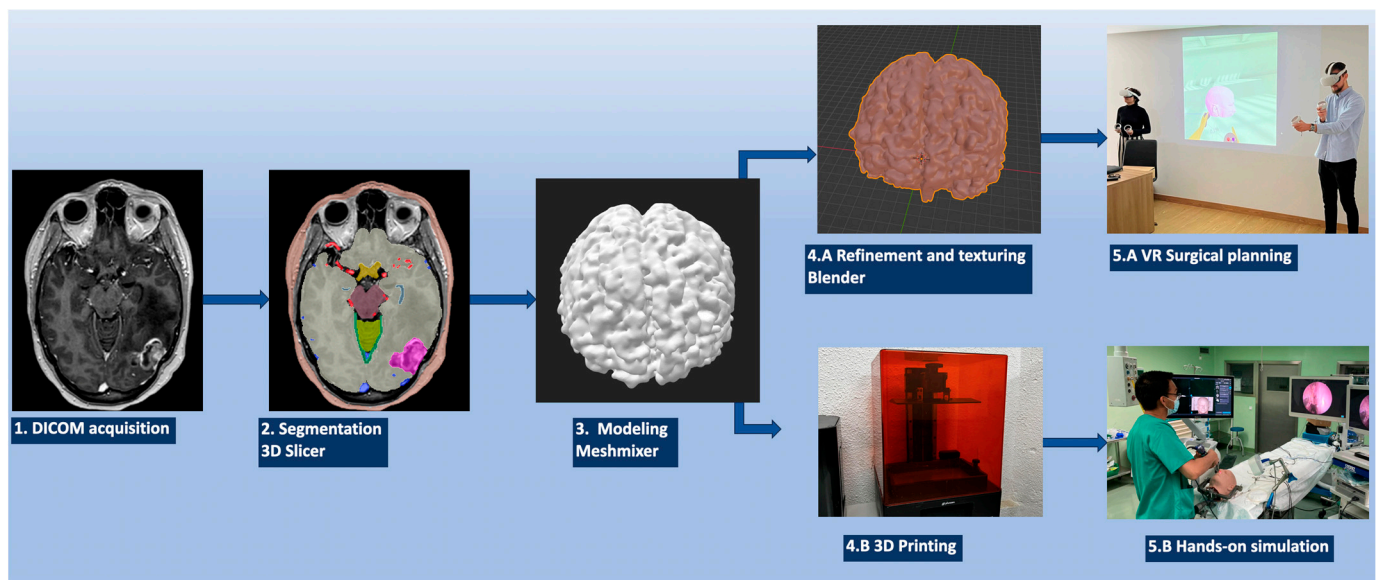 1. DICOM acquisition
2. Segmentation
3D Slicer
3. Modeling
Meshmixer
4.A Refinement and texturing
Blender
5.A VR Surgical planning
4.B 3D Printing
5.B Hands-on simulation